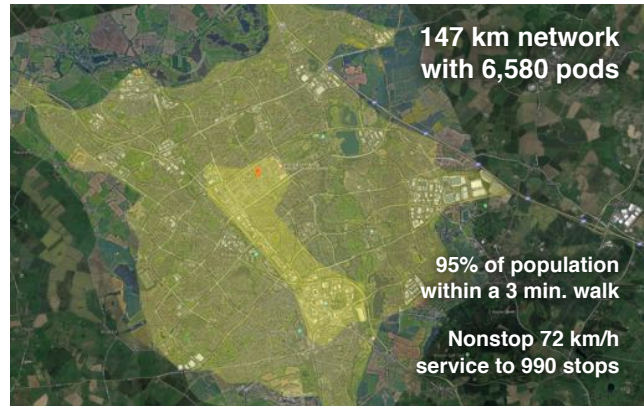 147 km network
with 6,580 pods
95% of population
within a 3 min. walk
Nonstop 72 km/h
service to 990 stops